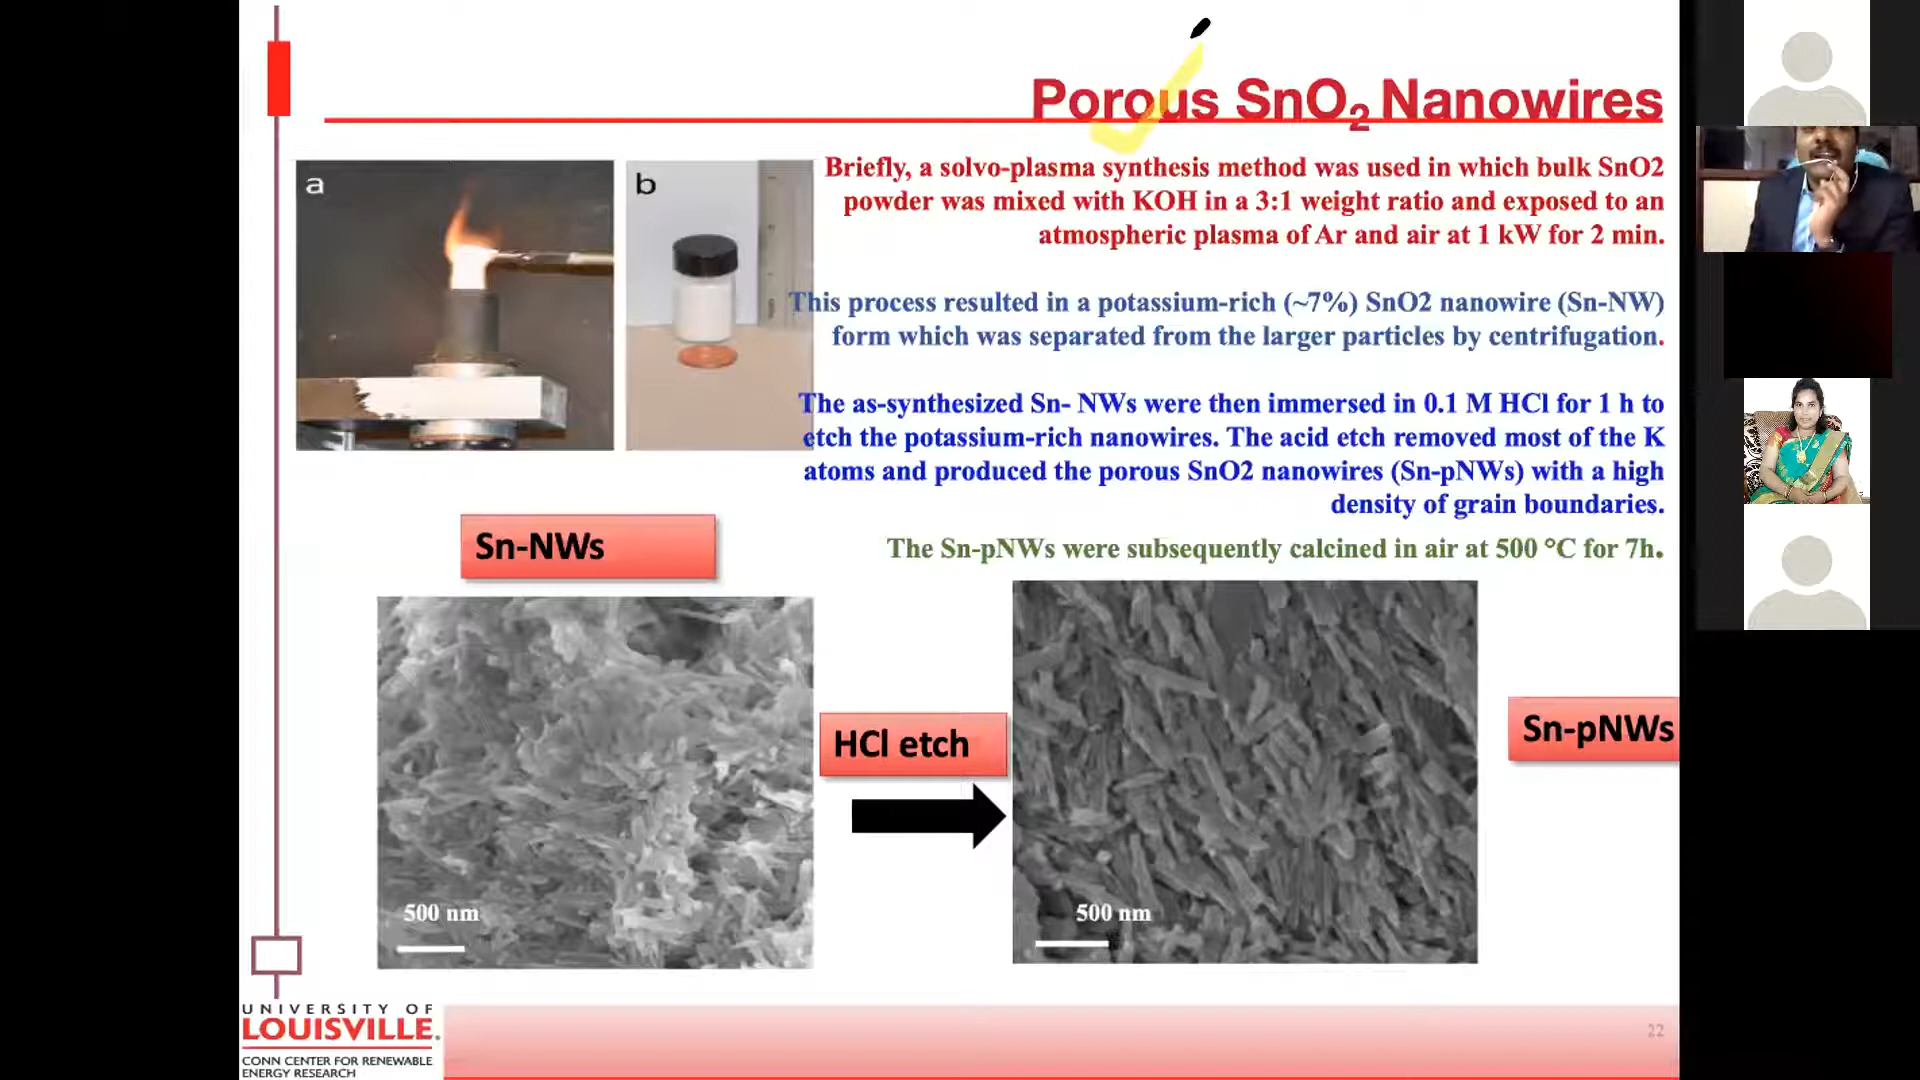 Porous SnO2 Nanowires
a
b
Briefly, a solvo-plasma synthesis method was used in which bulk SnO2
powder was mixed with KOH in a 3:1 weight ratio and exposed to an
atmospheric plasma of Ar and air at 1 kW for 2 min.
This process resulted in a potassium-rich (~7%) SnO2 nanowire (Sn-NW)
form which was separated from the larger particles by centrifugation.
The as-synthesized Sn- NWs were then immersed in 0.1 M HCl for 1 h to
etch the potassium-rich nanowires. The acid etch removed most of the K
atoms and produced the porous SnO2 nanowires (Sn-pNWs) with a high
density of grain boundaries.
The Sn-pNWs were subsequently calcined in air at 500 °C for 7h.
Sn-NWs
HCl etch
Sn-pNWs
500 nm
500 nm
UNIVERSITY OF
LOUISVILLE.
CONN CENTER FOR RENEWABLE
ENERGY RESEARCH
22